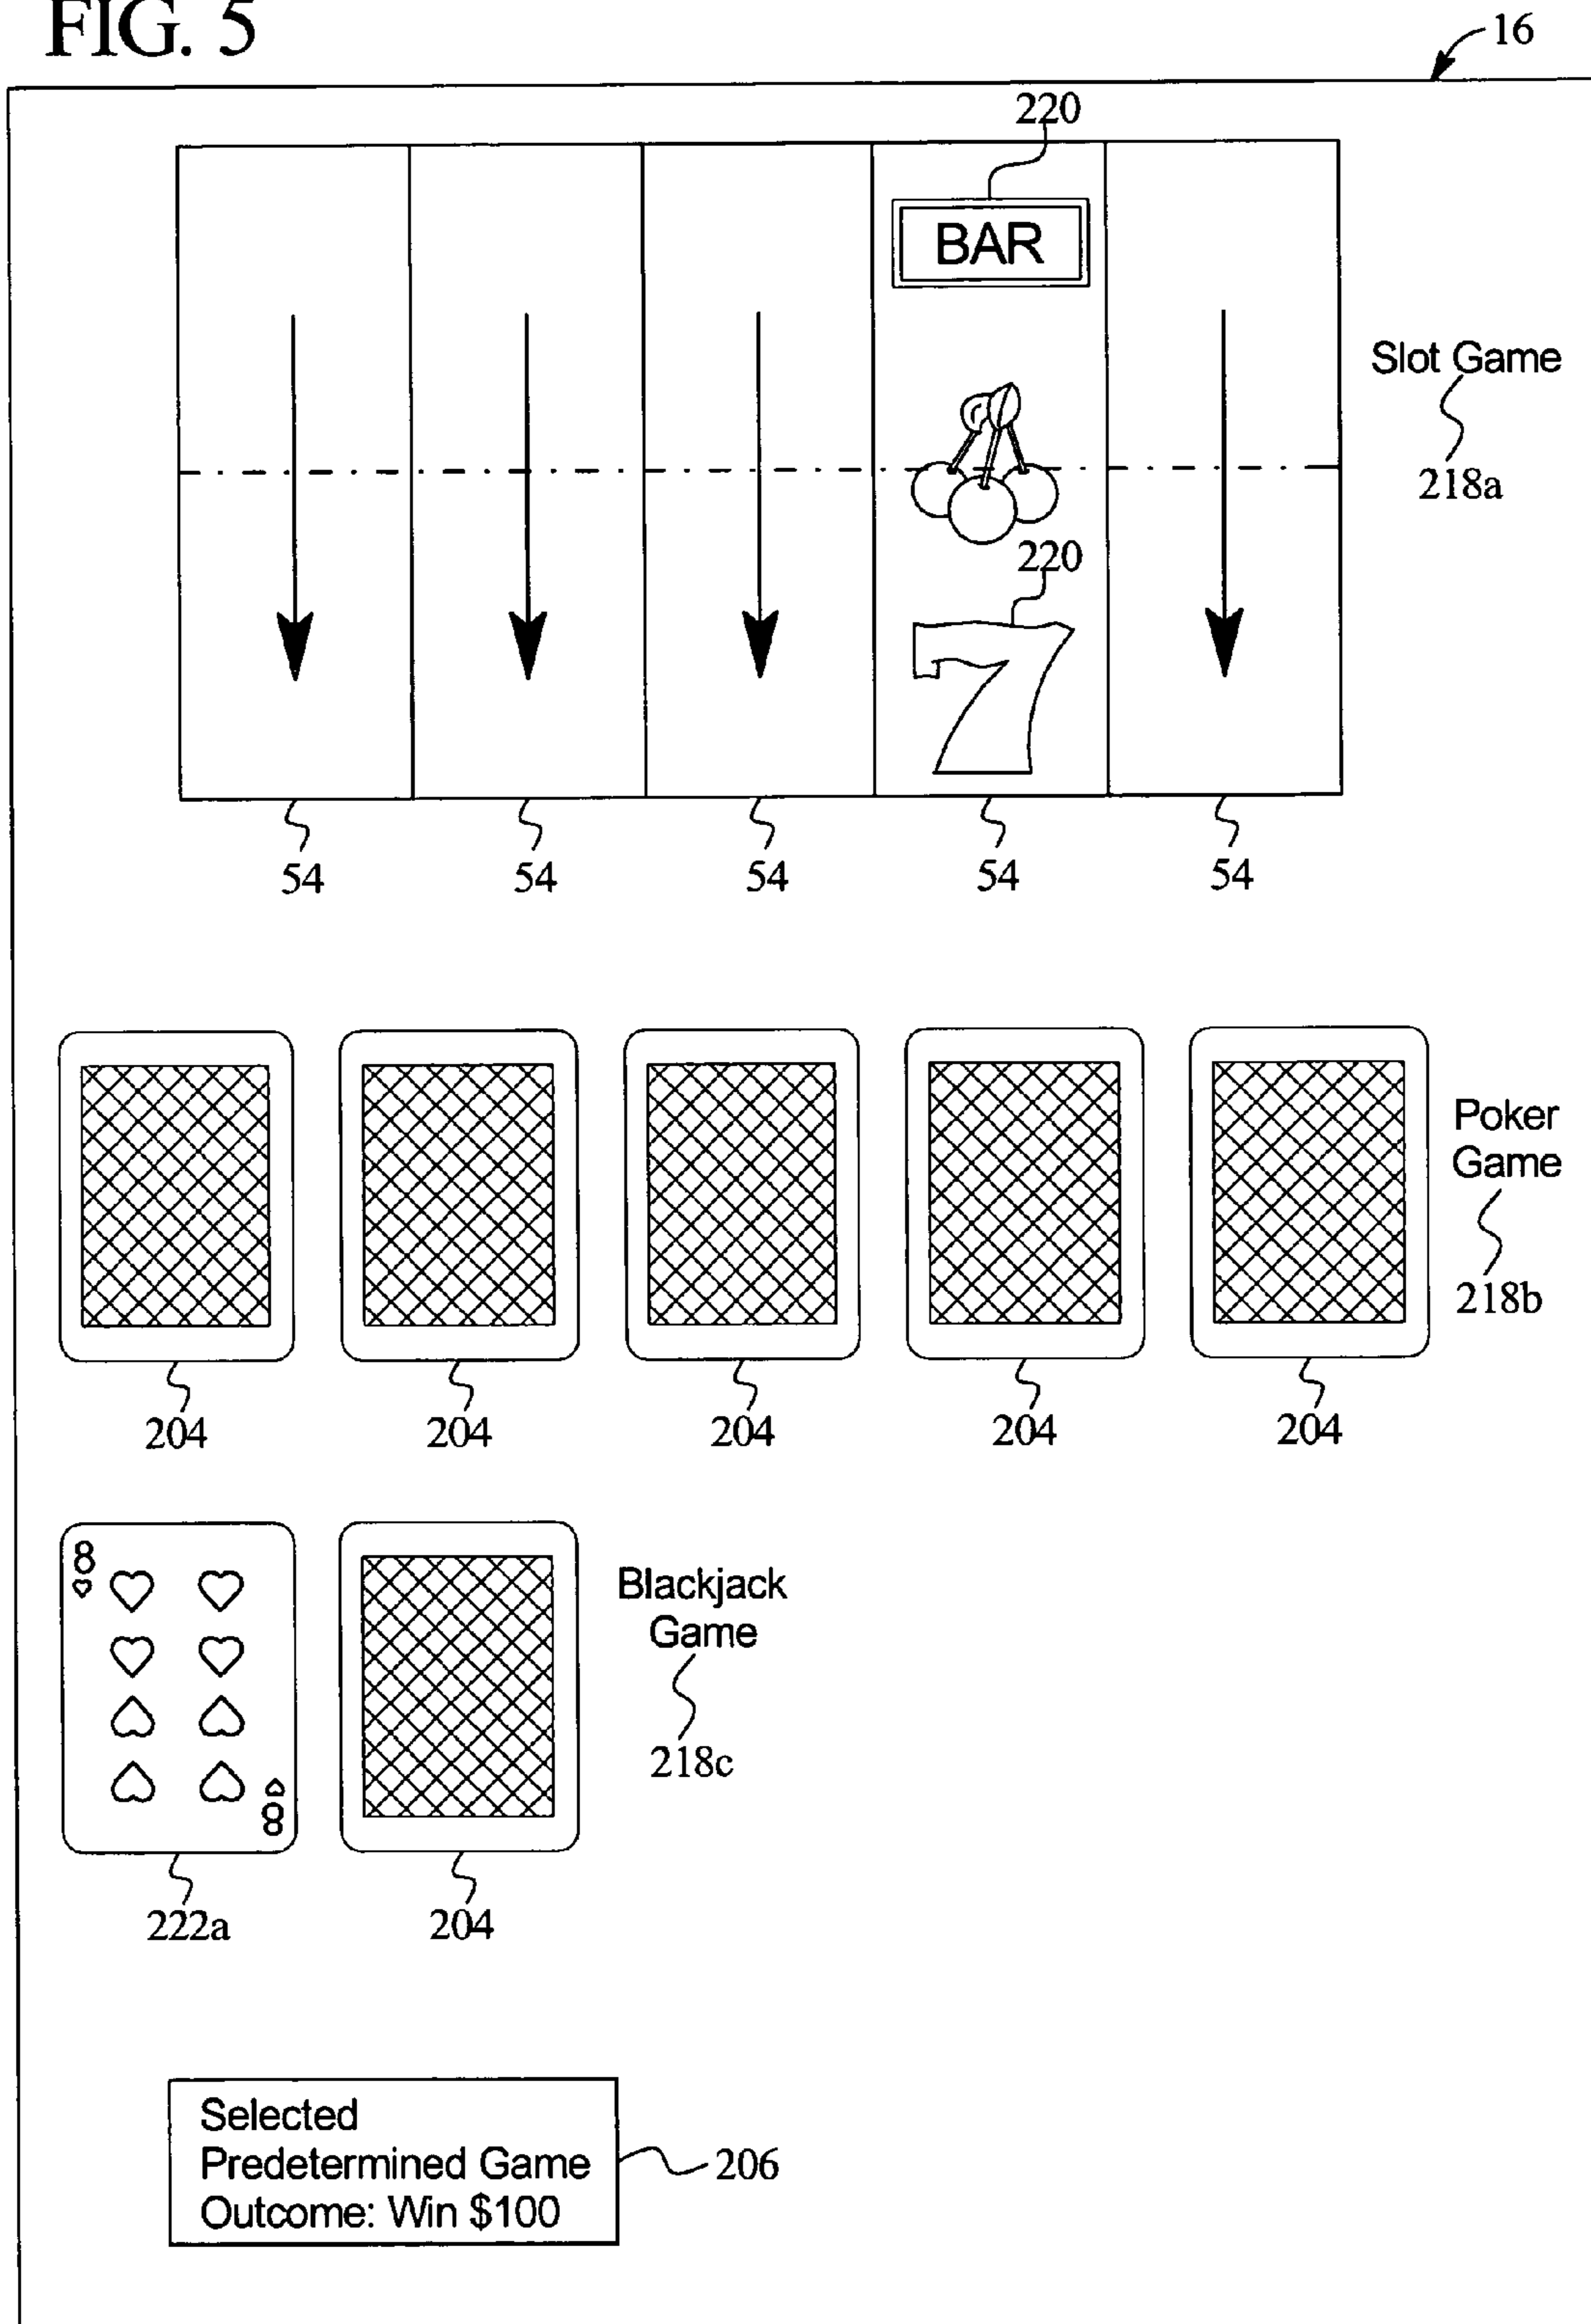 FIG. 5
16
220
BAR
Slot Game
218a
220
7
54 54 54 54 54
Poker
Game
218b
204 204 204 204 204
8
8
Blackjack
Game
218c
222a 204
Selected
Predetermined Game
Outcome: Win $100
206